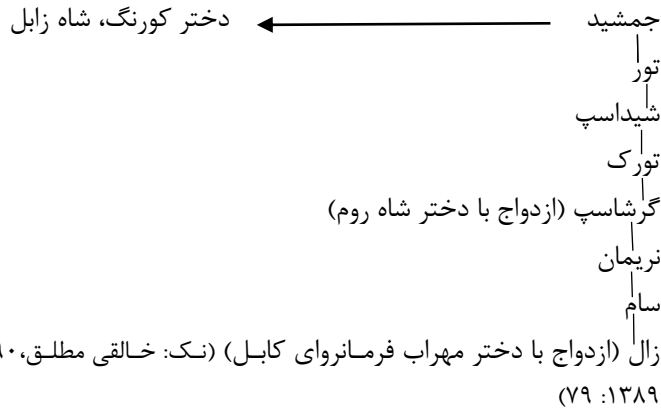 جمشید دختر کورنگ، شاه زابل
تور
شیداسپ
تورک
گرشاسپ (ازدواج با دختر شاه روم)
نریمان
سام
زال (ازدواج با دختر مهراب فرمانروای کابل) (نک: خالقی مطلق،
۱۳۸۹: ۷۹)